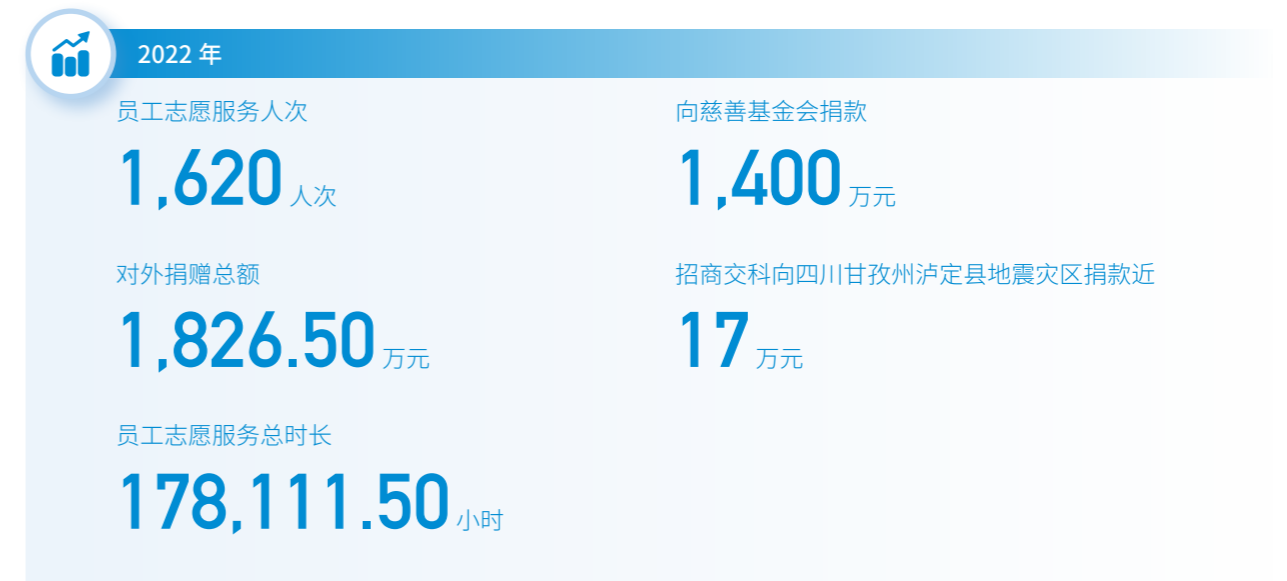 2022 年
员工志愿服务人次
1,620 人次
向慈善基金会捐款
1,400 万元
对外捐赠总额
1,826.50 万元
招商交科向四川甘孜州泸定县地震灾区捐款近
17 万元
员工志愿服务总时长
178,111.50 小时